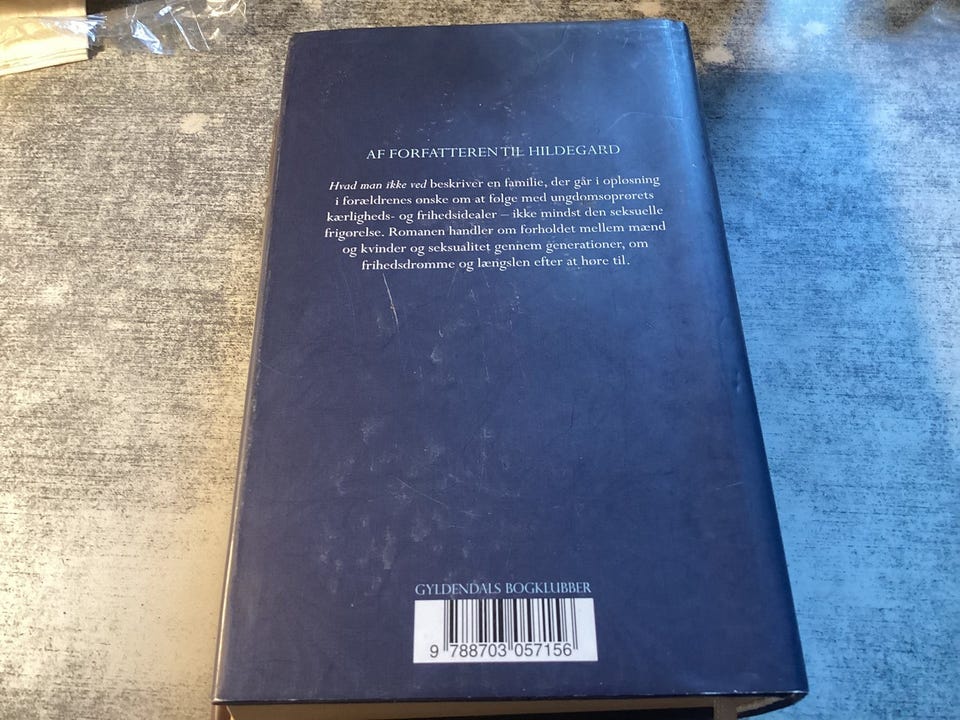 AF FORFATTEREN TIL HILDEGARD
Hvad man ikke ved beskriver en familie, der går i opløsning
i forældrenes ønske om at følge med ungdomsoprørets
kærligheds- og frihedsidealer – ikke mindst den seksuelle
frigørelse. Romanen handler om forholdet mellem mænd
og kvinder og seksualitet gennem generationer, om
frihedsdrømme og længslen efter at høre til.
GYLDENDALS BOGKLUBBER
9 788703 057156